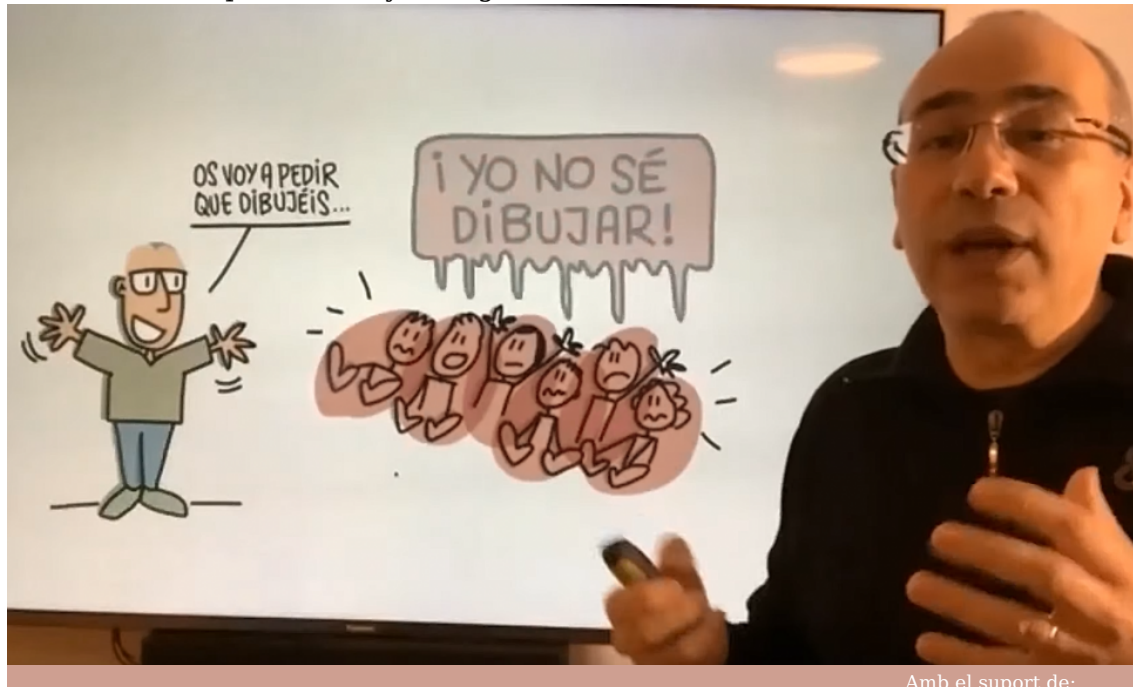 OS VOY A PEDIR
QUE DIBUJÉIS...
¡YO NO SÉ
DIBUJAR!
Amb el suport de: